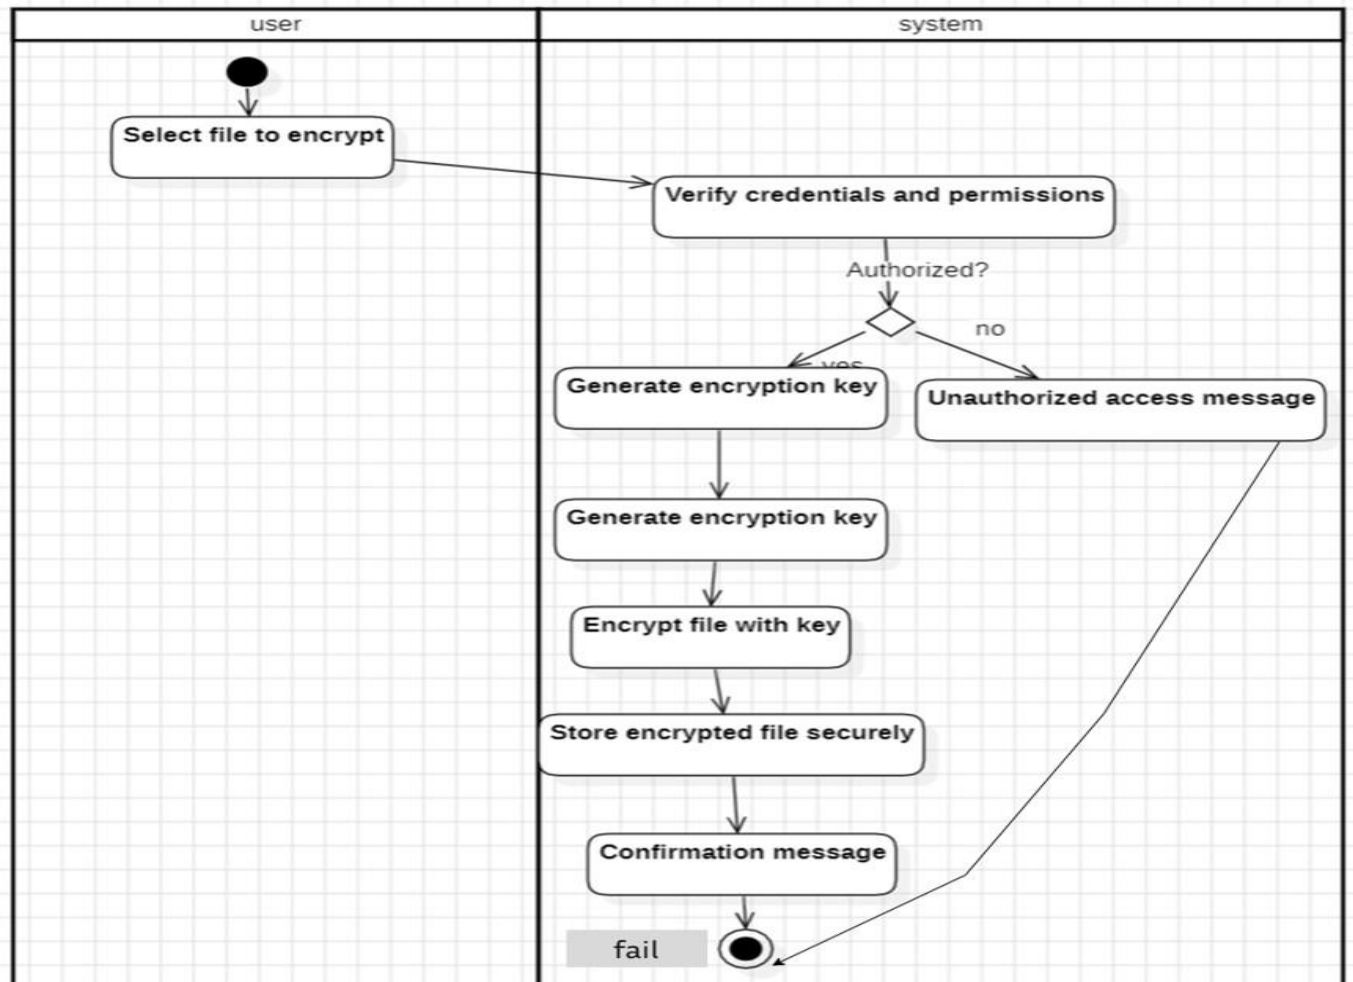 user
system
Select file to encrypt
Verify credentials and permissions
Authorized?
no
yes
Generate encryption key
Unauthorized access message
Generate encryption key
Encrypt file with key
Store encrypted file securely
Confirmation message
fail